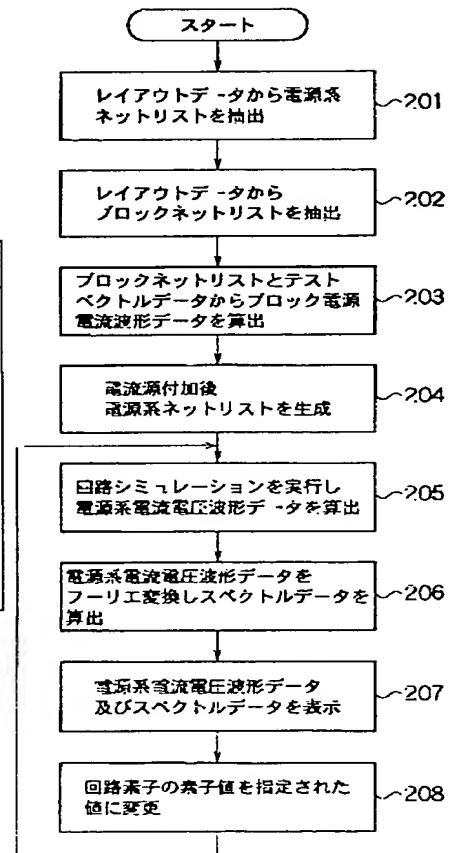 スタート
レイアウトデータから電源系
ネットリストを抽出
201
レイアウトデータから
ブロックネットリストを抽出
202
ブロックネットリストとテスト
ベクトルデータからブロック電源
電流波形データを算出
203
電流源付加後
電源系ネットリストを生成
204
回路シミュレーションを実行し
電源系電流電圧波形データを算出
205
電源系電流電圧波形データを
フーリエ変換しスペクトルデータを
算出
206
電源系電流電圧波形データ
及びスペクトルデータを表示
207
回路素子の素子値を指定された
値に変更
208